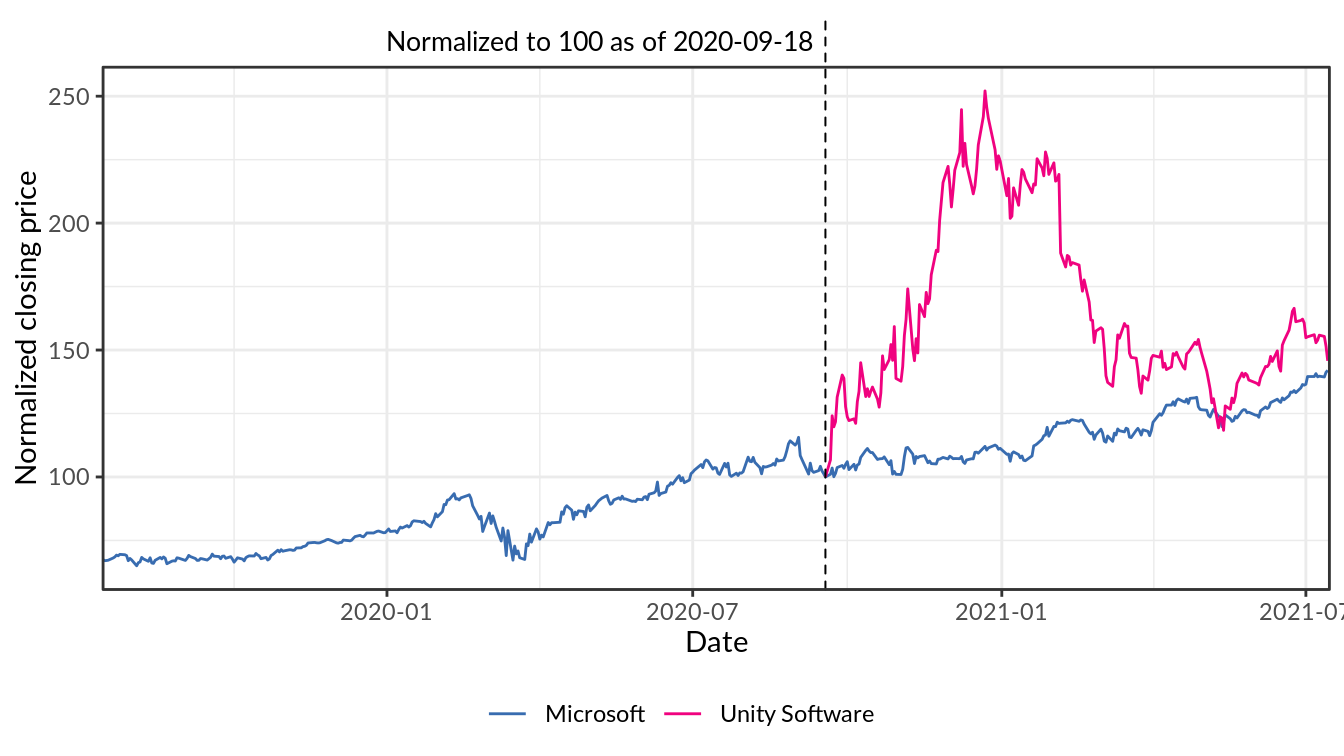 Normalized to 100 as of 2020-09-18
Normalized closing price
250
200
150
100
2020-01
2020-07
2021-01
2021-07
Date
Microsoft
Unity Software